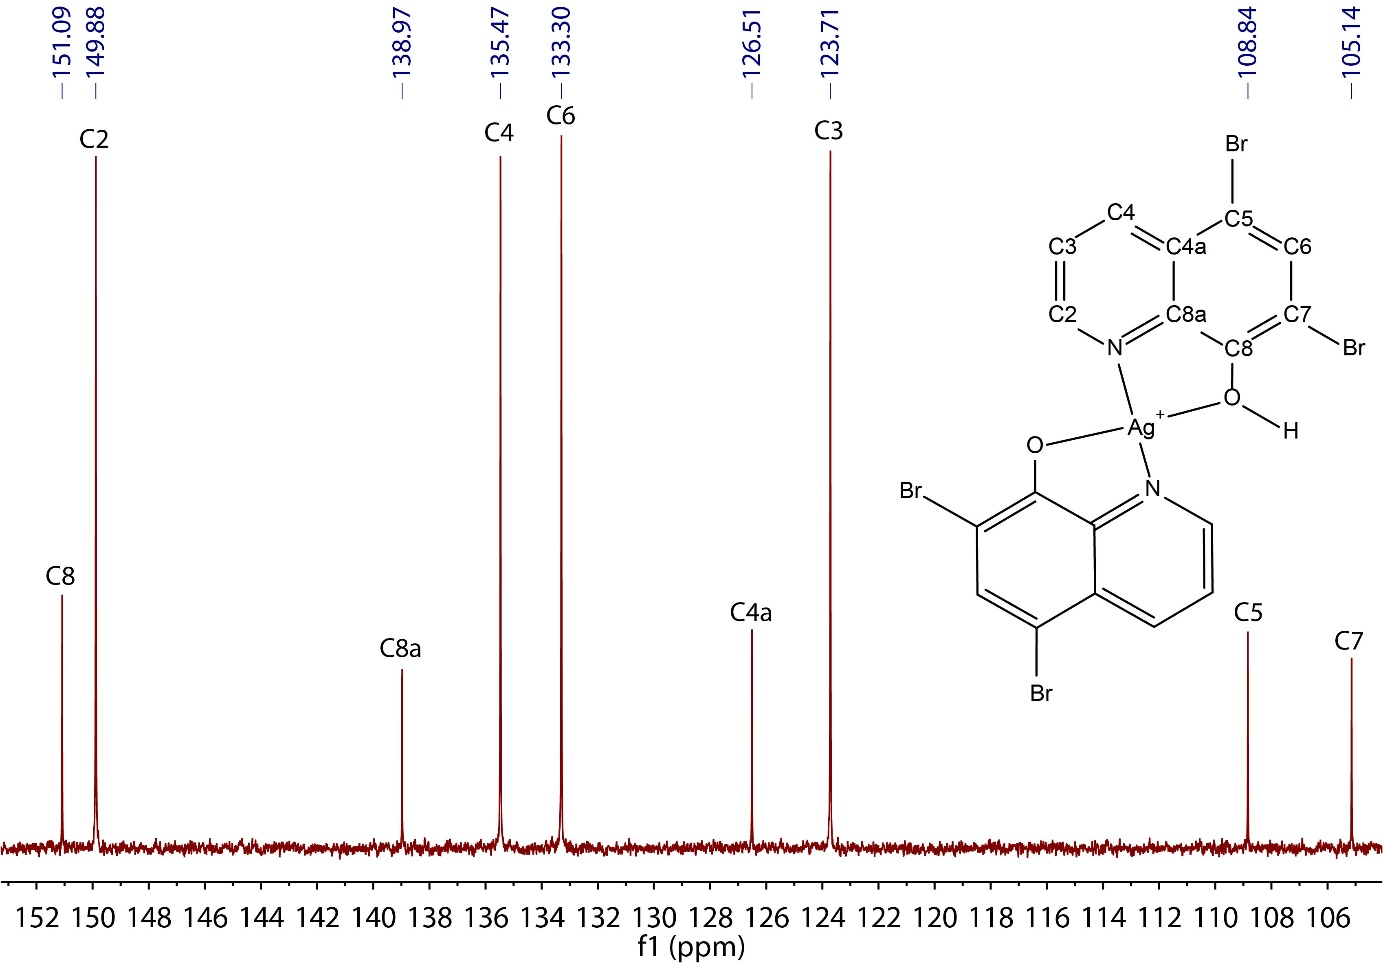 151.09
149.88
138.97
135.47
133.30
126.51
123.71
108.84
105.14
C2
C4
C6
C3
C8
C8a
C4a
C5
C7
Br
C4
C5
C3
C4a
C6
C2
C8a
C7
N
C8
Br
O
Ag+
H
O
Br
N
Br
152 150 148 146 144 142 140 138 136 134 132 130 128 126 124 122 120 118 116 114 112 110 108 106
f1 (ppm)